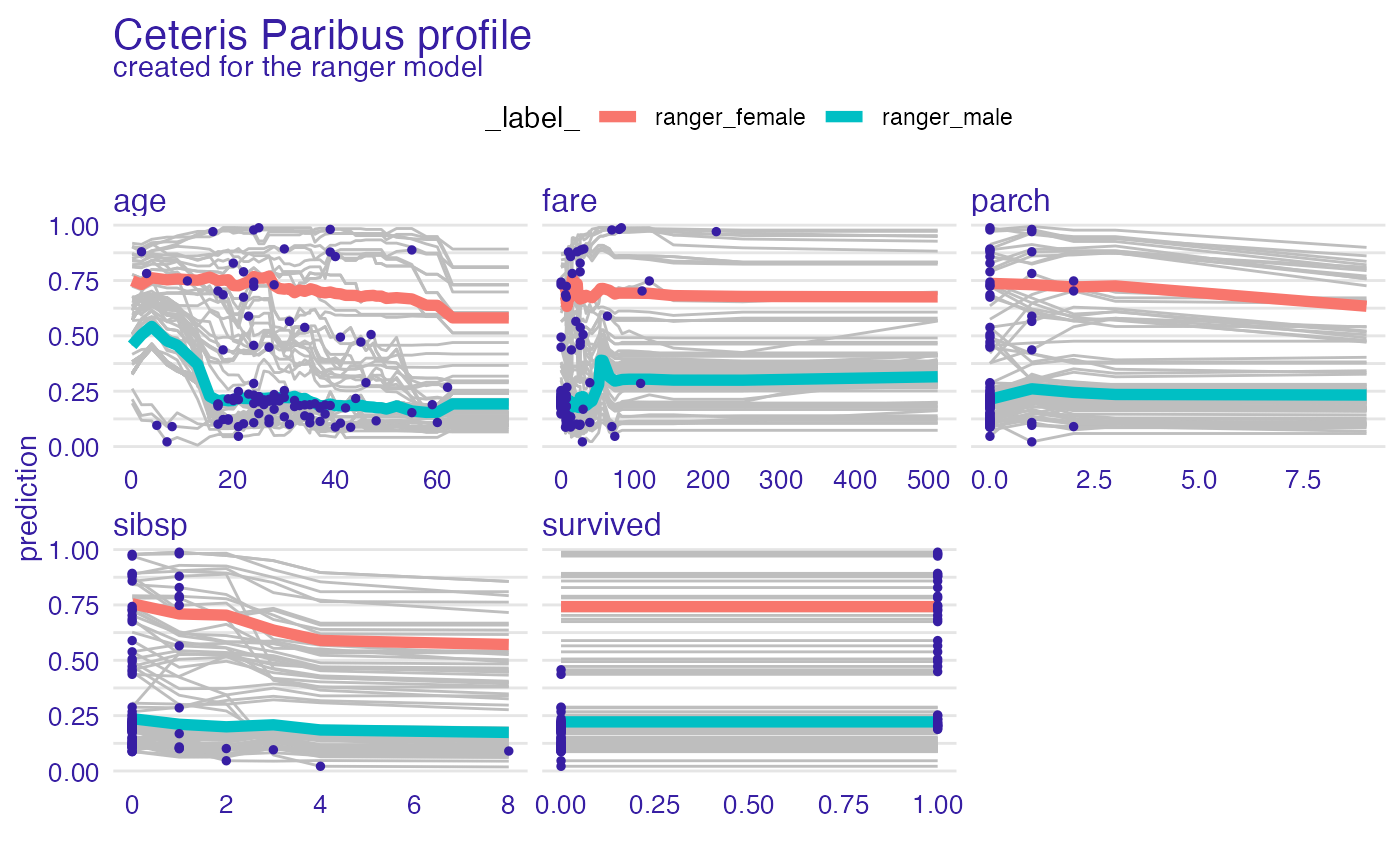 Ceteris Paribus profile
created for the ranger model
_label_ ranger_female ranger_male
age fare parch
1.00
0.75
0.50
0.25
0.00
0 20 40 60 0 100 200 300 400 500 0.0 2.5 5.0 7.5
prediction
sibsp survived
1.00
0.75
0.50
0.25
0.00
0 2 4 6 8 0.00 0.25 0.50 0.75 1.00